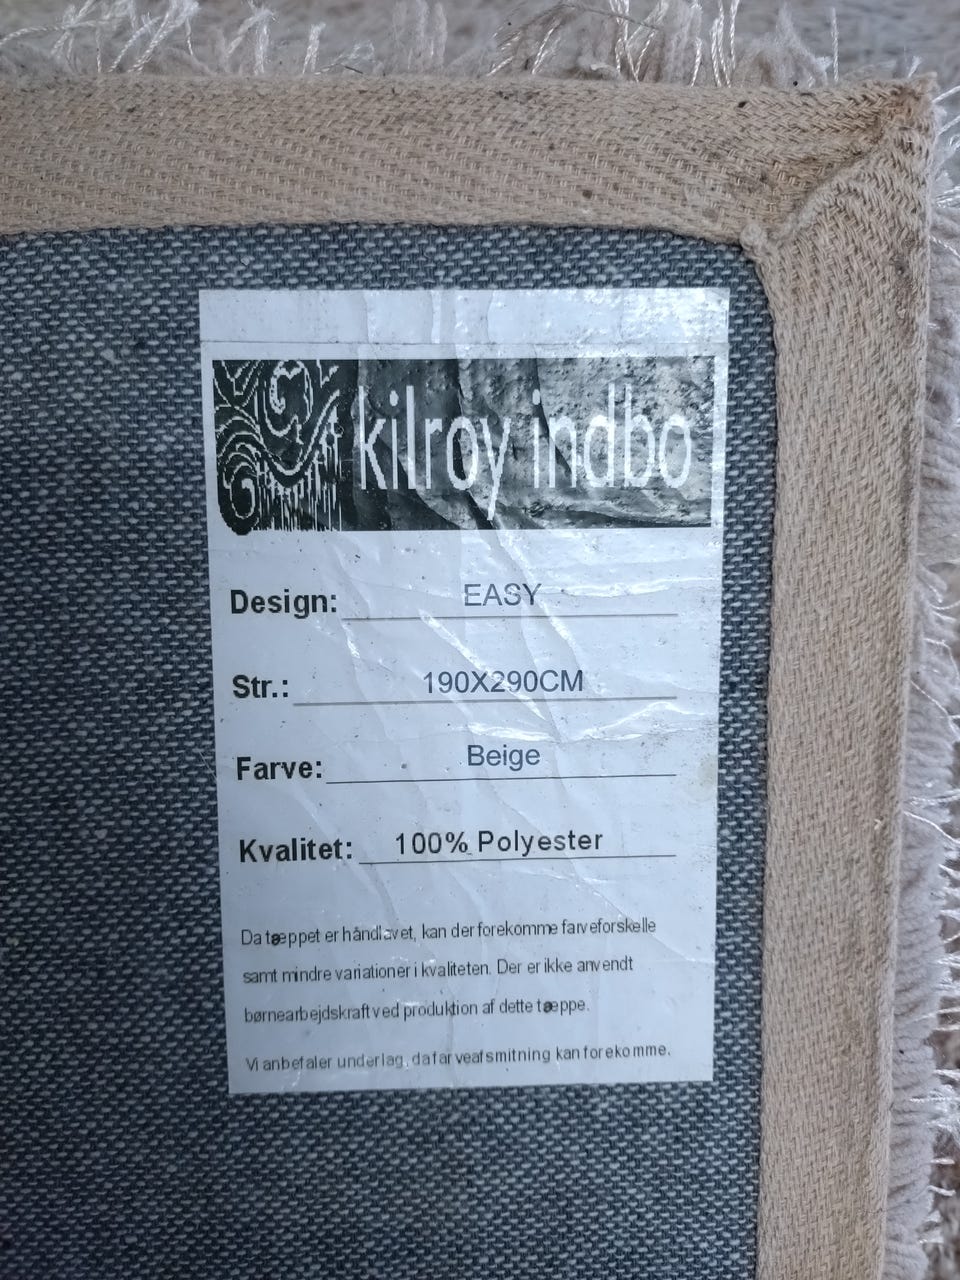 kilroy indbo
Design: EASY
Str.: 190X290CM
Farve: Beige
Kvalitet: 100% Polyester
Da tæppet er håndlavet, kan der forekomme farveforskelle
samt mindre variationer i kvaliteten. Der er ikke anvendt
børnearbejdskraft ved produktion af dette tæppe.
Vi anbefaler underlag, da farveafsmitning kan forekomme.